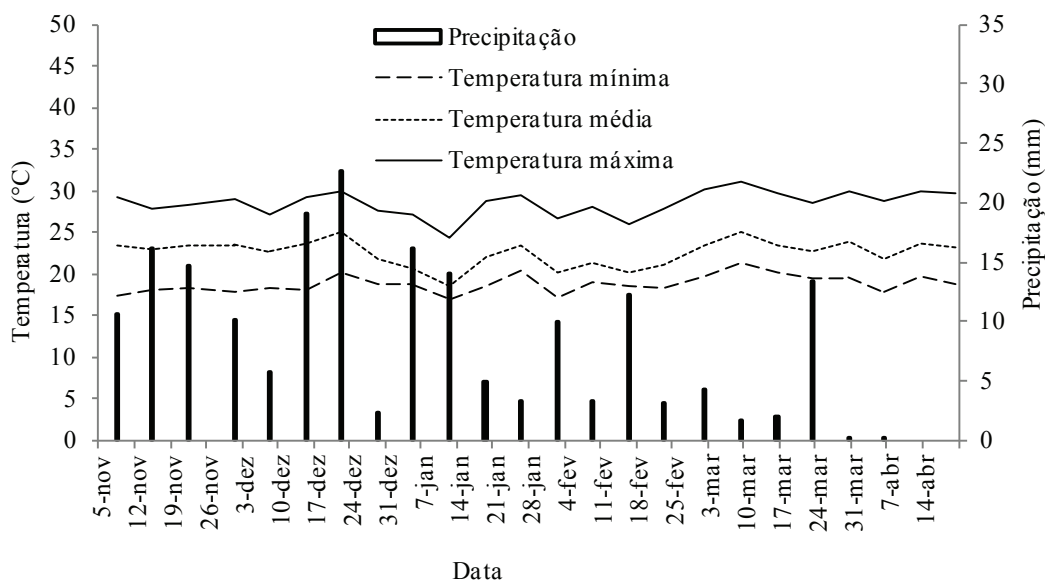 50
45
40
35
30
25
20
15
10
5
0
Temperatura (°C)
Precipitação
Temperatura mínima
Temperatura média
Temperatura máxima
35
30
25
20
15
10
5
0
Precipitação (mm)
5-nov
12-nov
19-nov
26-nov
3-dez
10-dez
17-dez
24-dez
31-dez
7-jan
14-jan
21-jan
28-jan
4-fev
11-fev
18-fev
25-fev
3-mar
10-mar
17-mar
24-mar
31-mar
7-abr
14-abr
Data